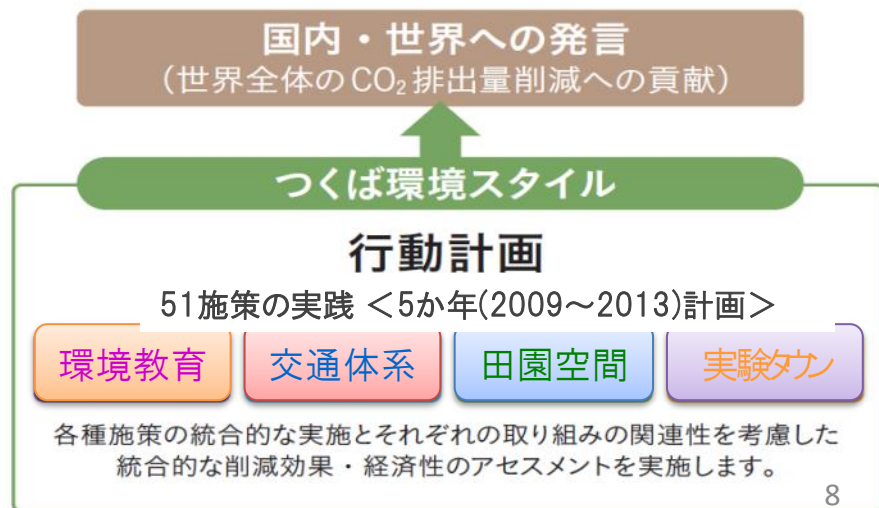 国内・世界への発言
（世界全体のCO₂排出量削減への貢献）
つくば環境スタイル
行動計画
51施策の実践 ＜5か年(2009～2013)計画＞
環境教育
交通体系
田園空間
実験タウン
各種施策の統合的な実施とそれぞれの取り組みの関連性を考慮した
統合的な削減効果・経済性のアセスメントを実施します。
8